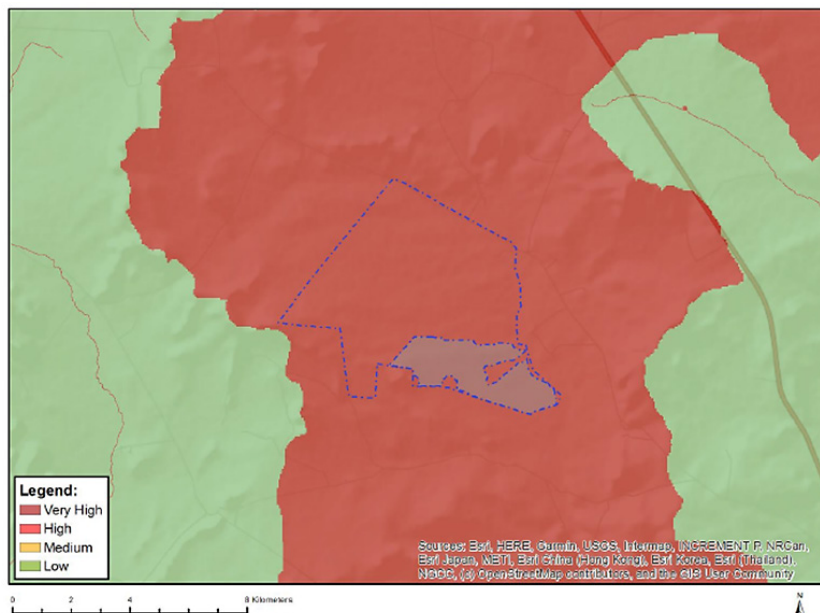 Legend:
Very High
High
Medium
Low
Sources: Esri, HERE, Garmin, USGS, Intermap, INCREMENT P, NRCan,
Esri Japan, METI, Esri China (Hong Kong), Esri Korea, Esri (Thailand),
NGCC, (c) OpenStreetMap contributors, and the GIS User Community
0 2 4 8 Kilometers
N